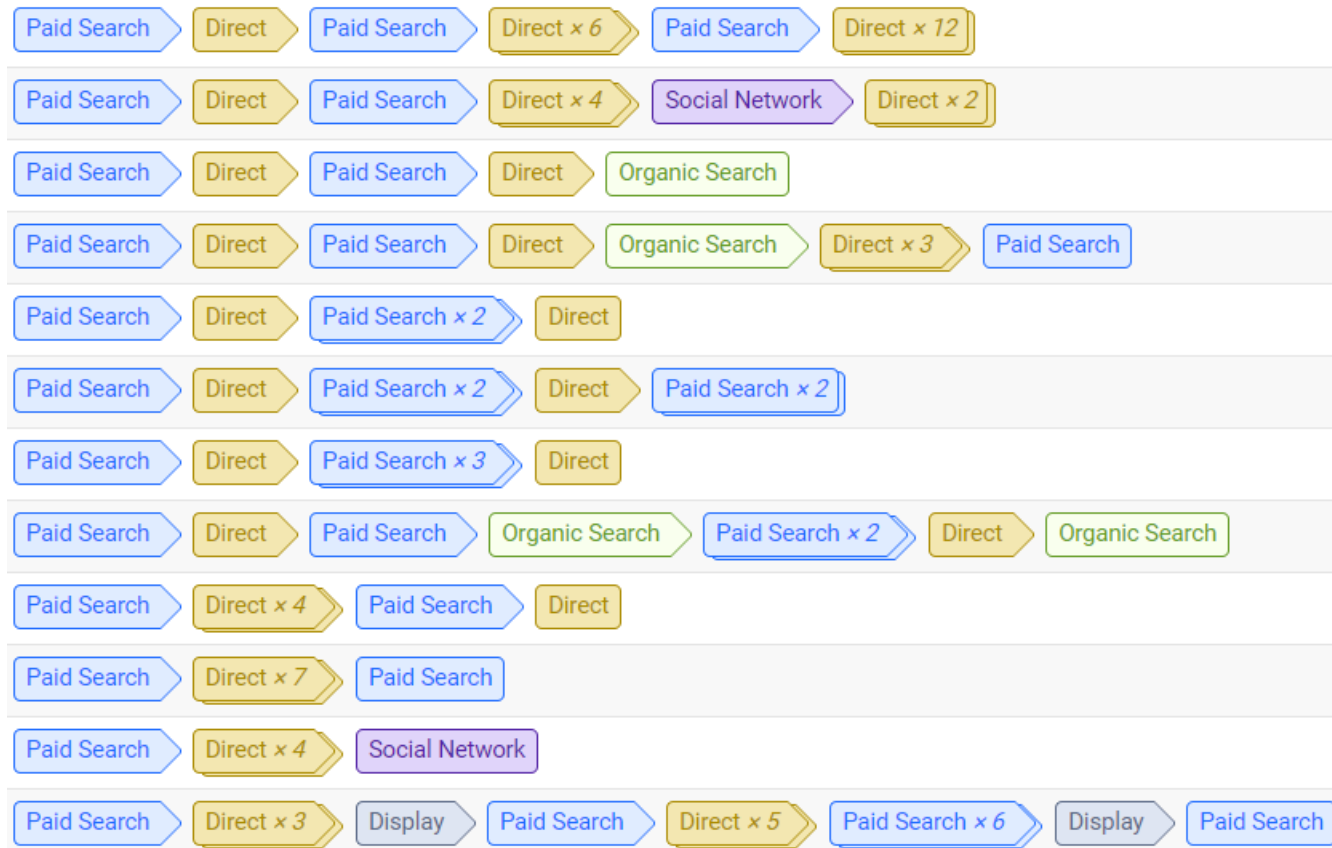 Paid Search Direct Paid Search Direct × 6 Paid Search Direct × 12
Paid Search Direct Paid Search Direct × 4 Social Network Direct × 2
Paid Search Direct Paid Search Direct Organic Search
Paid Search Direct Paid Search Direct Organic Search Direct × 3 Paid Search
Paid Search Direct Paid Search × 2 Direct
Paid Search Direct Paid Search × 2 Direct Paid Search × 2
Paid Search Direct Paid Search × 3 Direct
Paid Search Direct Paid Search Organic Search Paid Search × 2 Direct Organic Search
Paid Search Direct × 4 Paid Search Direct
Paid Search Direct × 7 Paid Search
Paid Search Direct × 4 Social Network
Paid Search Direct × 3 Display Paid Search Direct × 5 Paid Search × 6 Display Paid Search